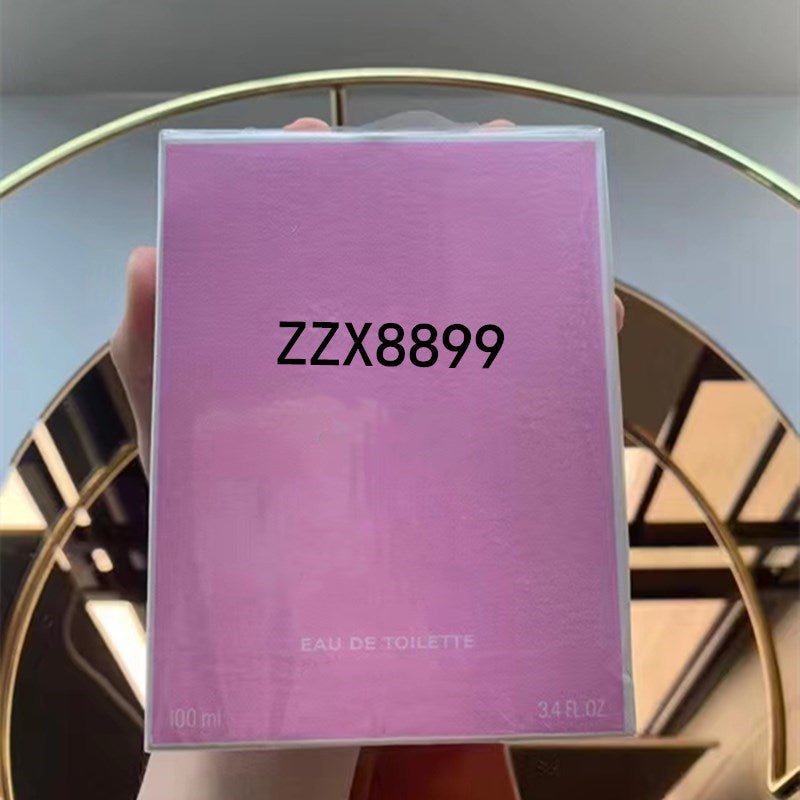 ZZX8899
EAU DE TOILETTE
100 ml
3.4 FL.OZ